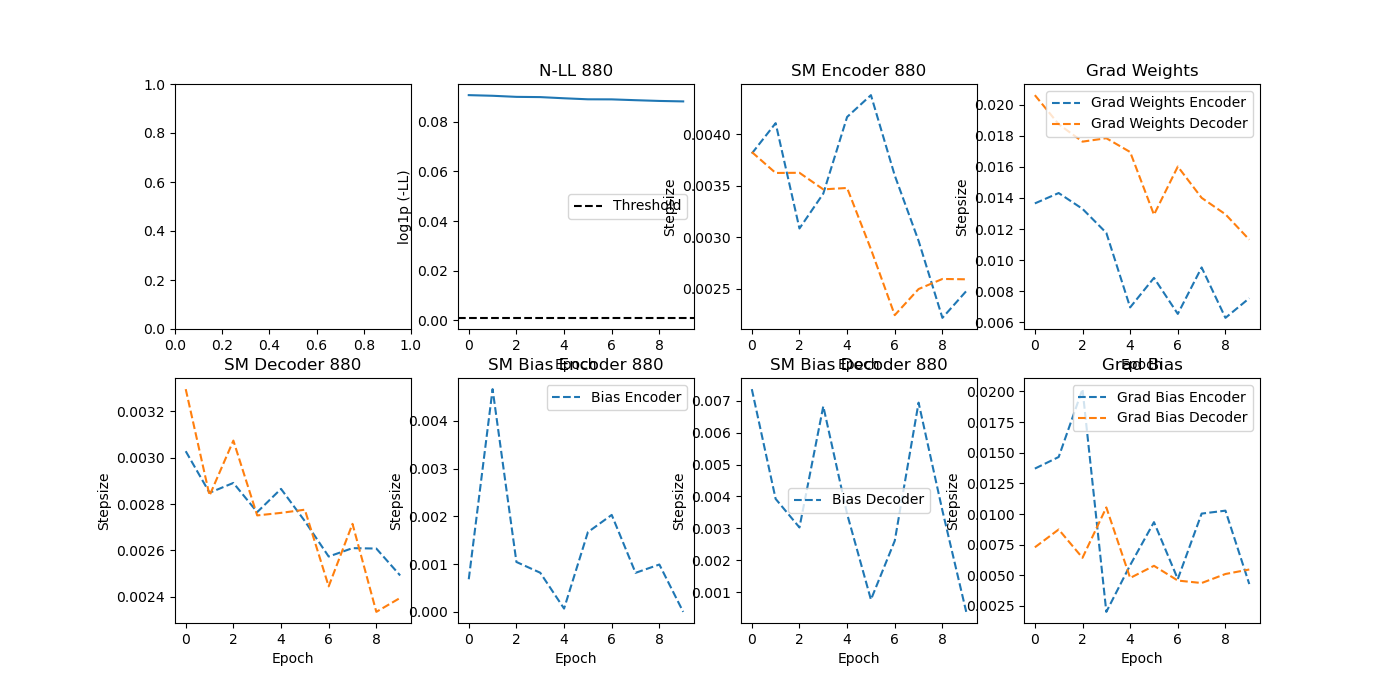 N-LL 880
SM Encoder 880
Grad Weights
1.0
0.8
0.6
0.4
0.2
0.0
0.0 0.2 0.4 0.6 0.8 1.0
log1p (-LL)
0.08
0.06
0.04
0.02
0.00
Threshold
0 2 4 6 8
Epoch
Stepsize
0.0040
0.0035
0.0030
0.0025
0 2 4 6 8
Epoch
Stepsize
0.020
0.018
0.016
0.014
0.012
0.010
0.008
0.006
Grad Weights Encoder
Grad Weights Decoder
0 2 4 6 8
Epoch
SM Decoder 880
SM Bias Encoder 880
SM Bias Decoder 880
Grad Bias
Stepsize
0.0032
0.0030
0.0028
0.0026
0.0024
0 2 4 6 8
Epoch
Stepsize
0.004
0.003
0.002
0.001
0.000
Bias Encoder
0 2 4 6 8
Epoch
Stepsize
0.007
0.006
0.005
0.004
0.003
0.002
0.001
Bias Decoder
0 2 4 6 8
Epoch
Stepsize
0.0200
0.0175
0.0150
0.0125
0.0100
0.0075
0.0050
0.0025
Grad Bias Encoder
Grad Bias Decoder
0 2 4 6 8
Epoch